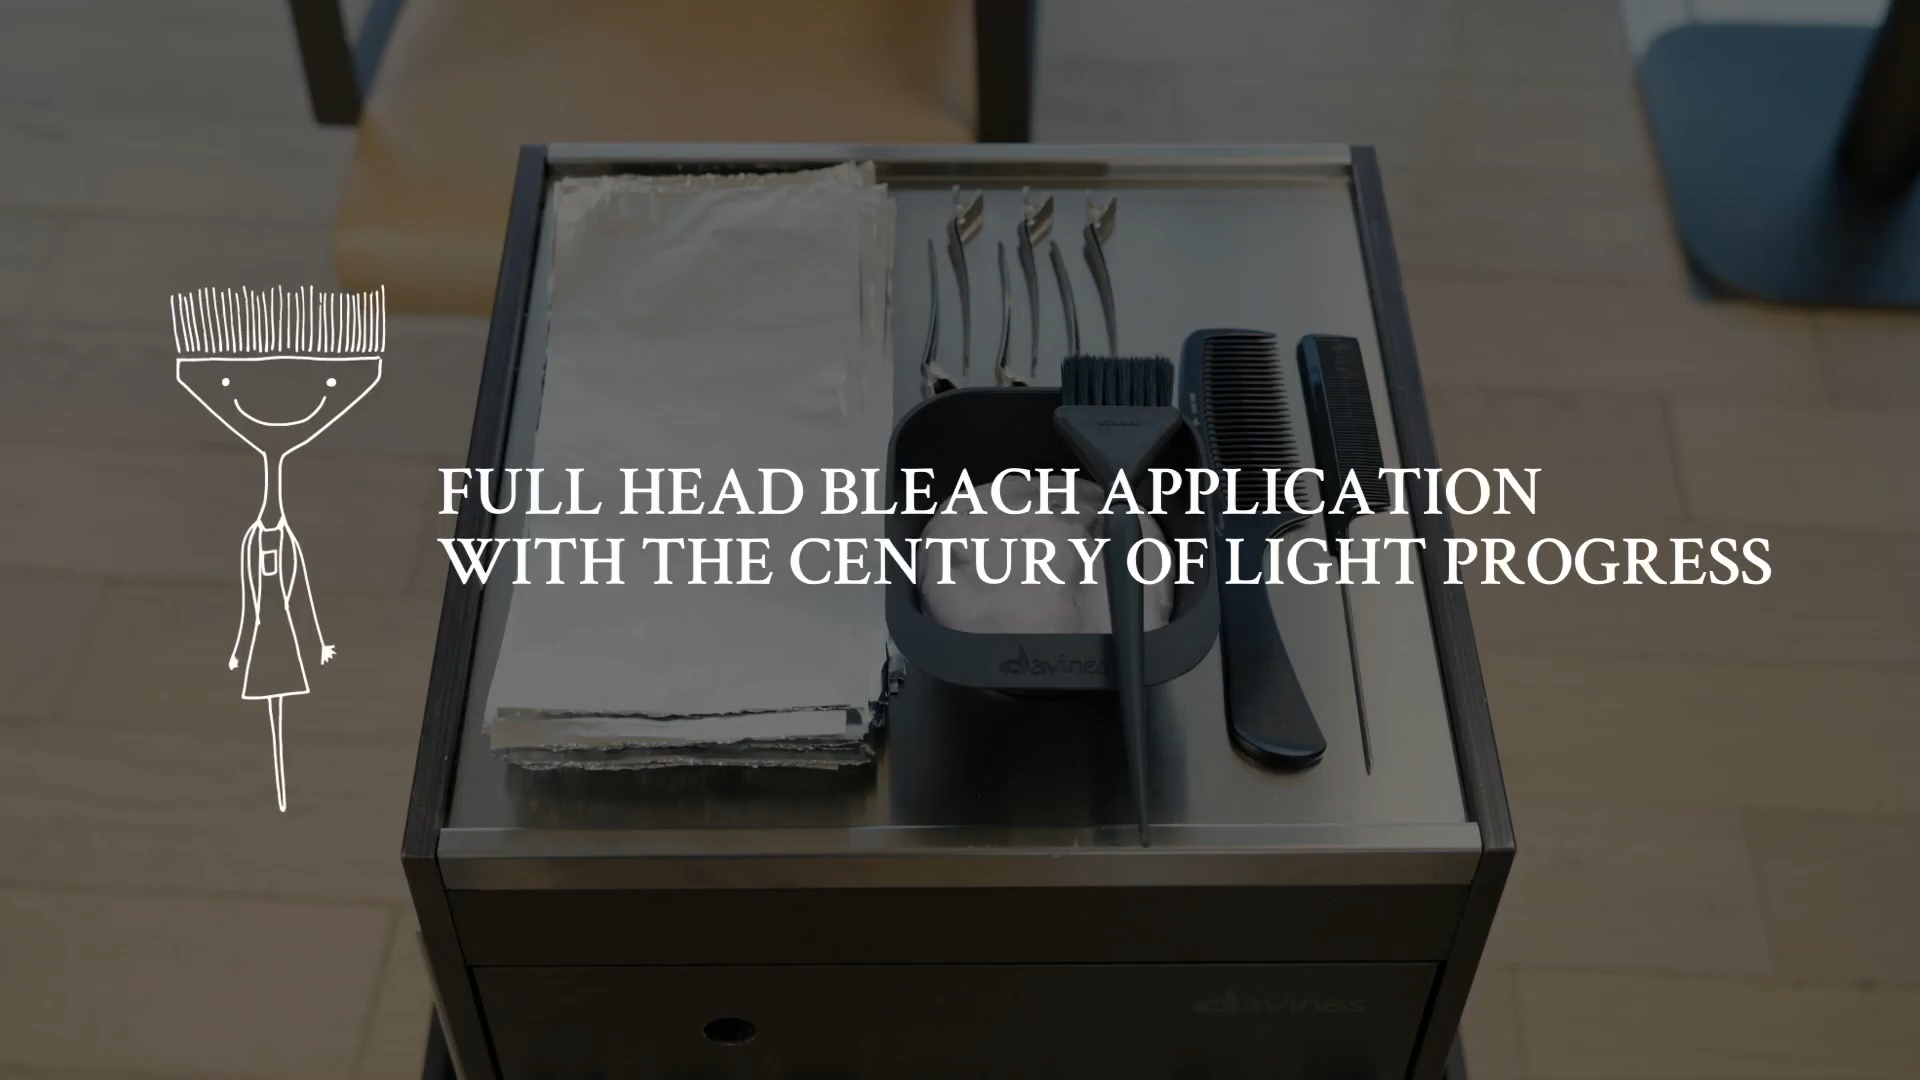 FULL HEAD BLEACH APPLICATION
WITH THE CENTURY OF LIGHT PROGRESS
davines
davines